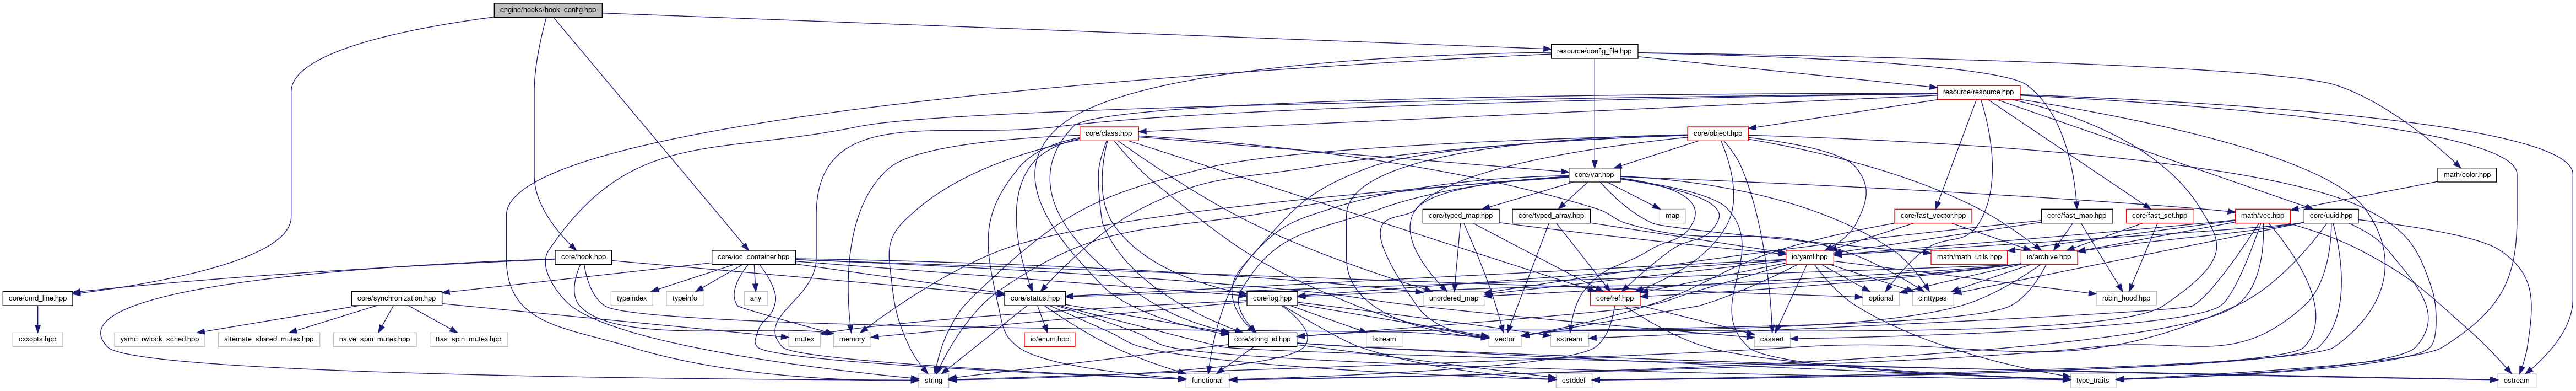 engine/hooks/hook_config.hpp
resource/config_file.hpp
resource/resource.hpp
core/class.hpp
core/object.hpp
core/var.hpp
math/color.hpp
core/typed_map.hpp
core/typed_array.hpp
map
core/fast_vector.hpp
core/fast_map.hpp
core/fast_set.hpp
math/vec.hpp
core/uuid.hpp
core/hook.hpp
core/ioc_container.hpp
io/yaml.hpp
math/math_utils.hpp
io/archive.hpp
core/cmd_line.hpp
core/synchronization.hpp
typeindex
typeinfo
any
core/status.hpp
core/log.hpp
unordered_map
core/ref.hpp
optional
cinttypes
robin_hood.hpp
cxxopts.hpp
yamc_rwlock_sched.hpp
alternate_shared_mutex.hpp
naive_spin_mutex.hpp
ttas_spin_mutex.hpp
mutex
memory
io/enum.hpp
core/string_id.hpp
fstream
vector
sstream
cassert
string
functional
cstddef
type_traits
ostream